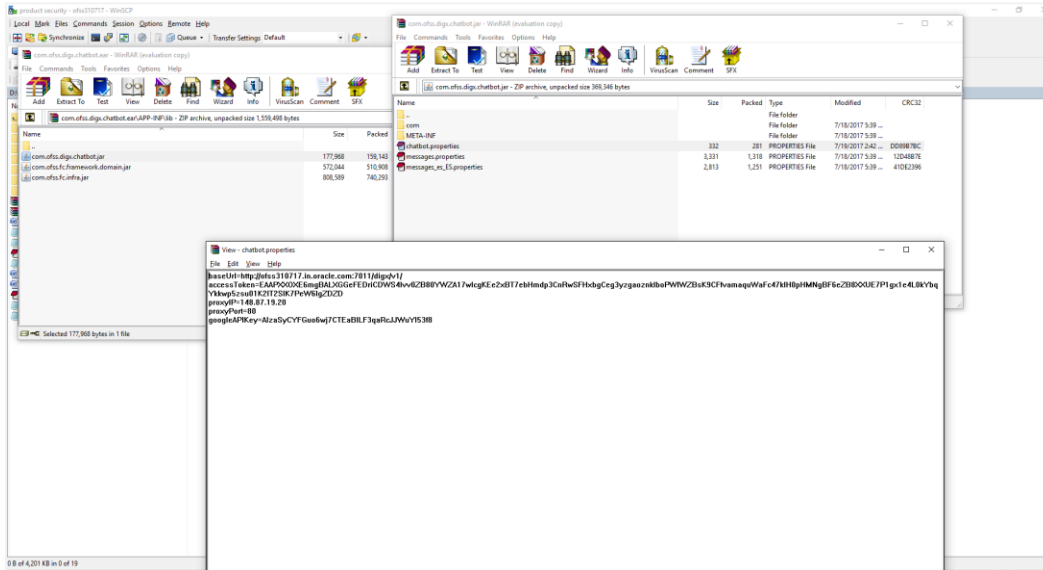 product security - ofss310717 - WinSCP
Local Mark Files Commands Session Options Remote Help
Synchronize Queue Transfer Settings Default
com.ofss.digx.chatbot.ear - WinRAR (evaluation copy)
File Commands Tools Favorites Options Help
Add Extract To Test View Delete Find Wizard Info VirusScan Comment SFX
com.ofss.digx.chatbot.ear\APP-INF\lib - ZIP archive, unpacked size 1,559,498 bytes
Name Size Packed
..
com.ofss.digx.chatbot.jar 177,968 159,143
com.ofss.fc.framework.domain.jar 572,044 510,908
com.ofss.fc.infra.jar 808,589 740,293
Selected 177,968 bytes in 1 file
com.ofss.digx.chatbot.jar - WinRAR (evaluation copy)
File Commands Tools Favorites Options Help
Add Extract To Test View Delete Find Wizard Info VirusScan Comment SFX
com.ofss.digx.chatbot.jar - ZIP archive, unpacked size 369,346 bytes
Name Size Packed Type Modified CRC32
.. File folder
com File folder 7/18/2017 5:39 ...
META-INF File folder 7/18/2017 5:39 ...
chatbot.properties 332 281 PROPERTIES File 7/18/2017 2:42 ... DD89B7BC
messages.properties 3,331 1,318 PROPERTIES File 7/18/2017 5:39 ... 12D48B7E
messages_es_ES.properties 2,813 1,251 PROPERTIES File 7/18/2017 5:39 ... 41DE2396
View - chatbot.properties
File Edit View Help
baseUrl=http://ofss310717.in.oracle.com:7011/digx/v1/
accessToken=
proxyIP=148.87.19.20
proxyPort=80
googleAPIKey=
0 B of 4,201 KB in 0 of 19